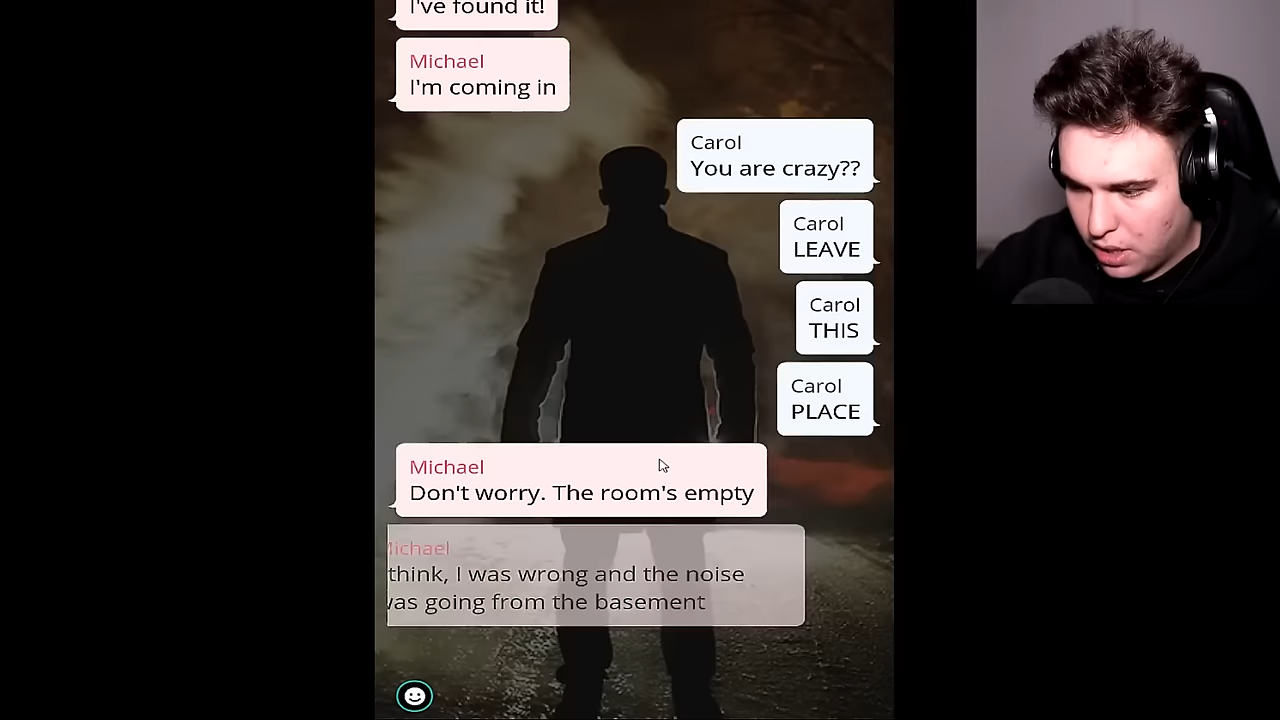 I've found it!
Michael
I'm coming in
Carol
You are crazy??
Carol
LEAVE
Carol
THIS
Carol
PLACE
Michael
Don't worry. The room's empty
Michael
think, I was wrong and the noise
was going from the basement